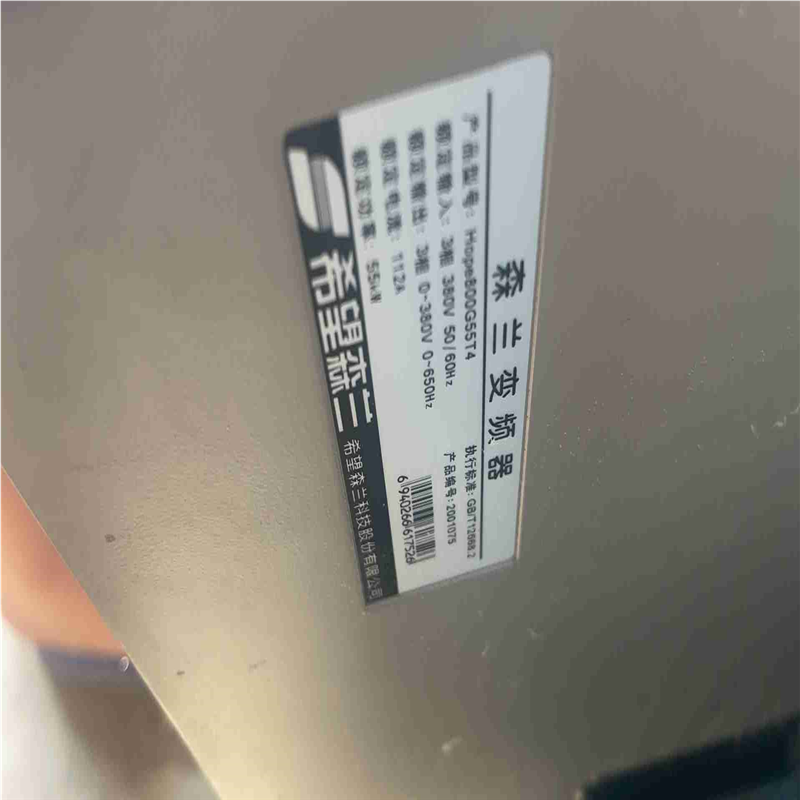 森兰变频器
产品型号：Hope800G55T4
执行标准：GB/T12668.2
额定输入：3相 380V 50/60Hz
产品编号：2001075
额定输出：3相 0~380V 0~650Hz
额定电流：112A
额定功率：55kW
6940266617526
希望森兰
希望森兰科技股份有限公司